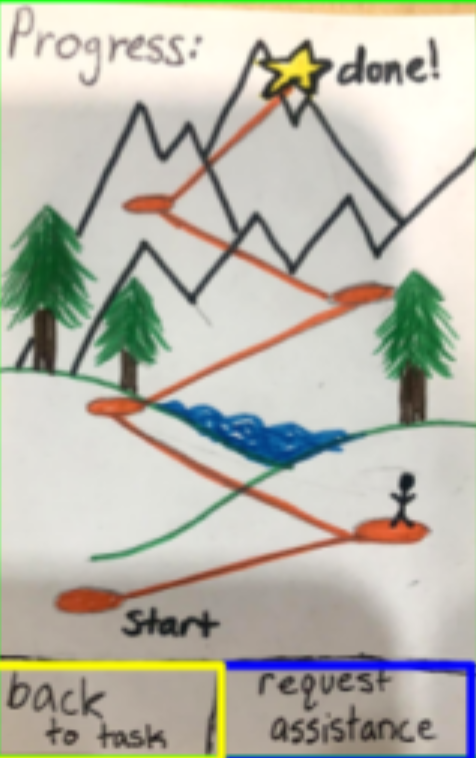 Progress:
done!
start
back
to task
request
assistance